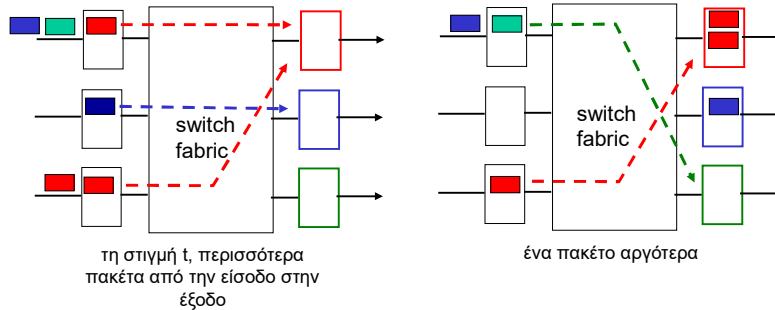 switch
fabric
τη στιγμή t, περισσότερα
πακέτα από την είσοδο στην
έξοδο
switch
fabric
ένα πακέτο αργότερα